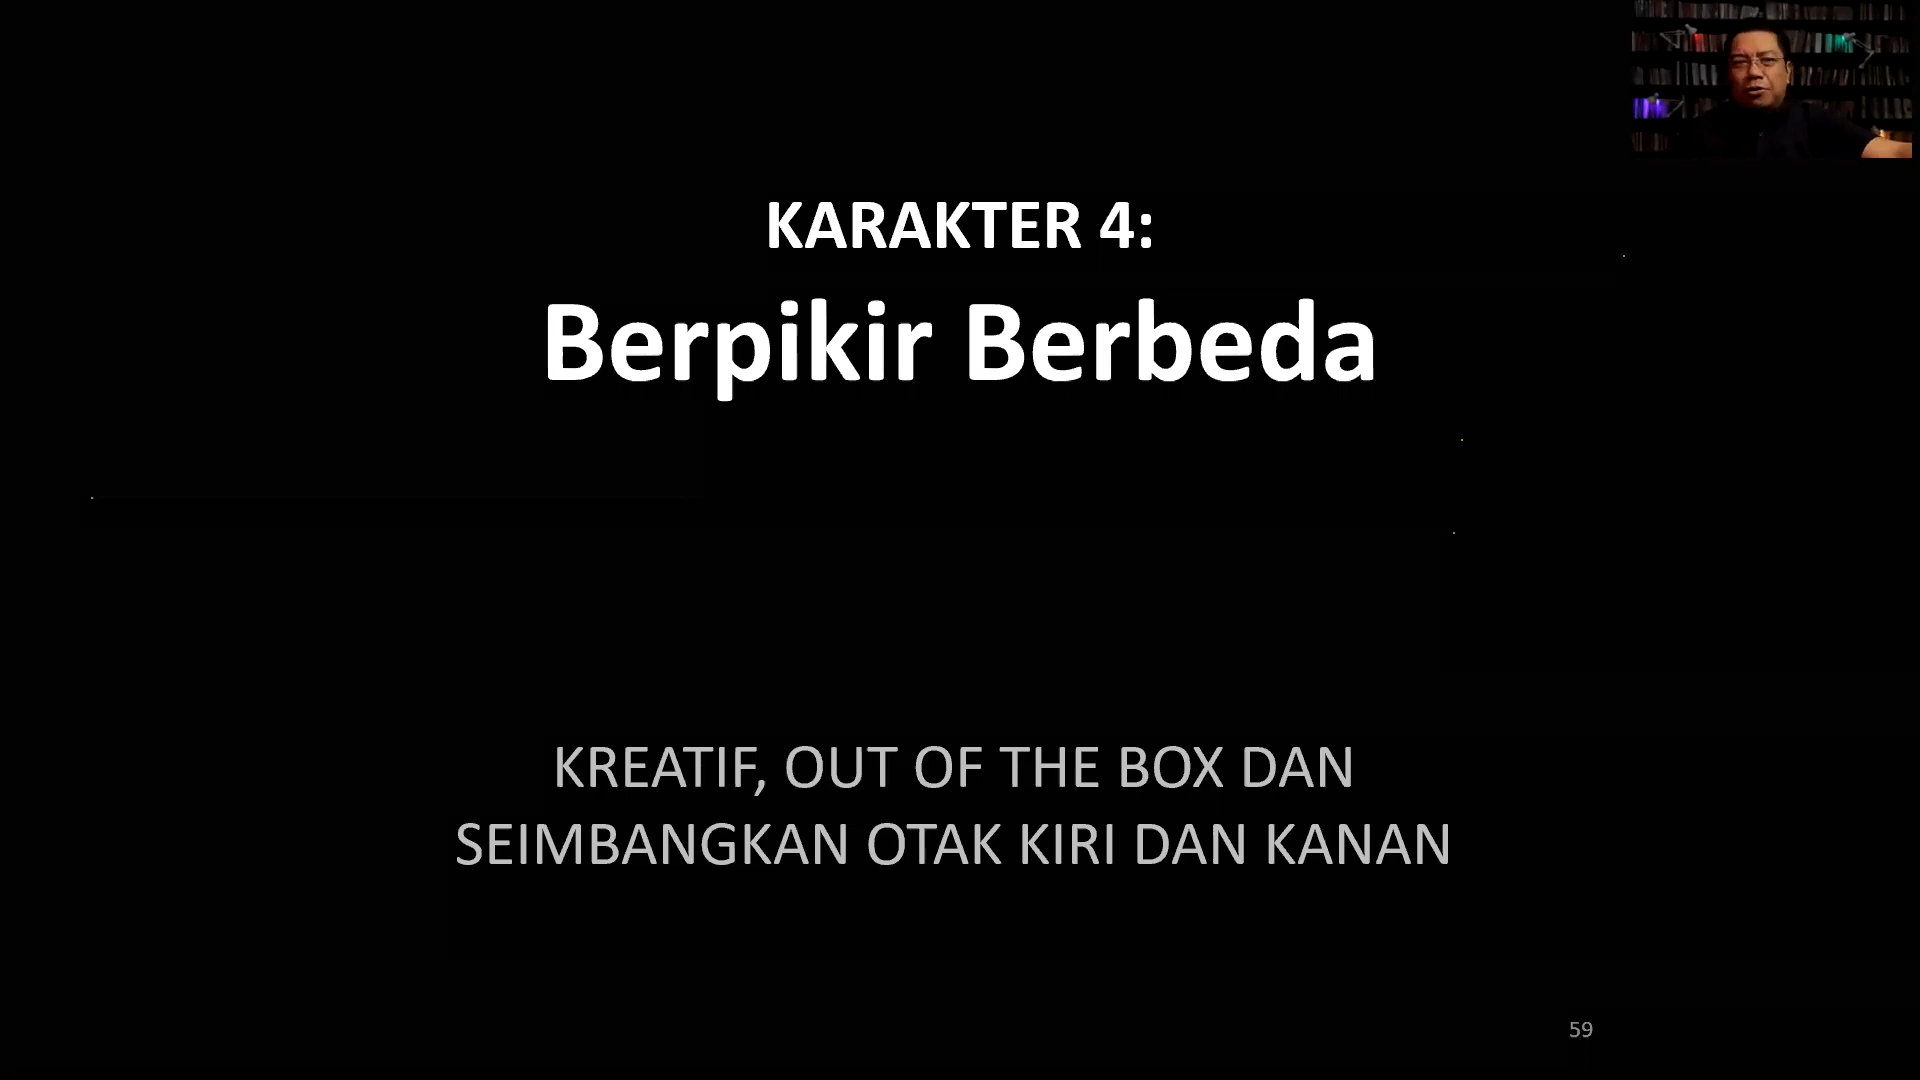 KARAKTER 4:
Berpikir Berbeda
KREATIF, OUT OF THE BOX DAN
SEIMBANGKAN OTAK KIRI DAN KANAN
59